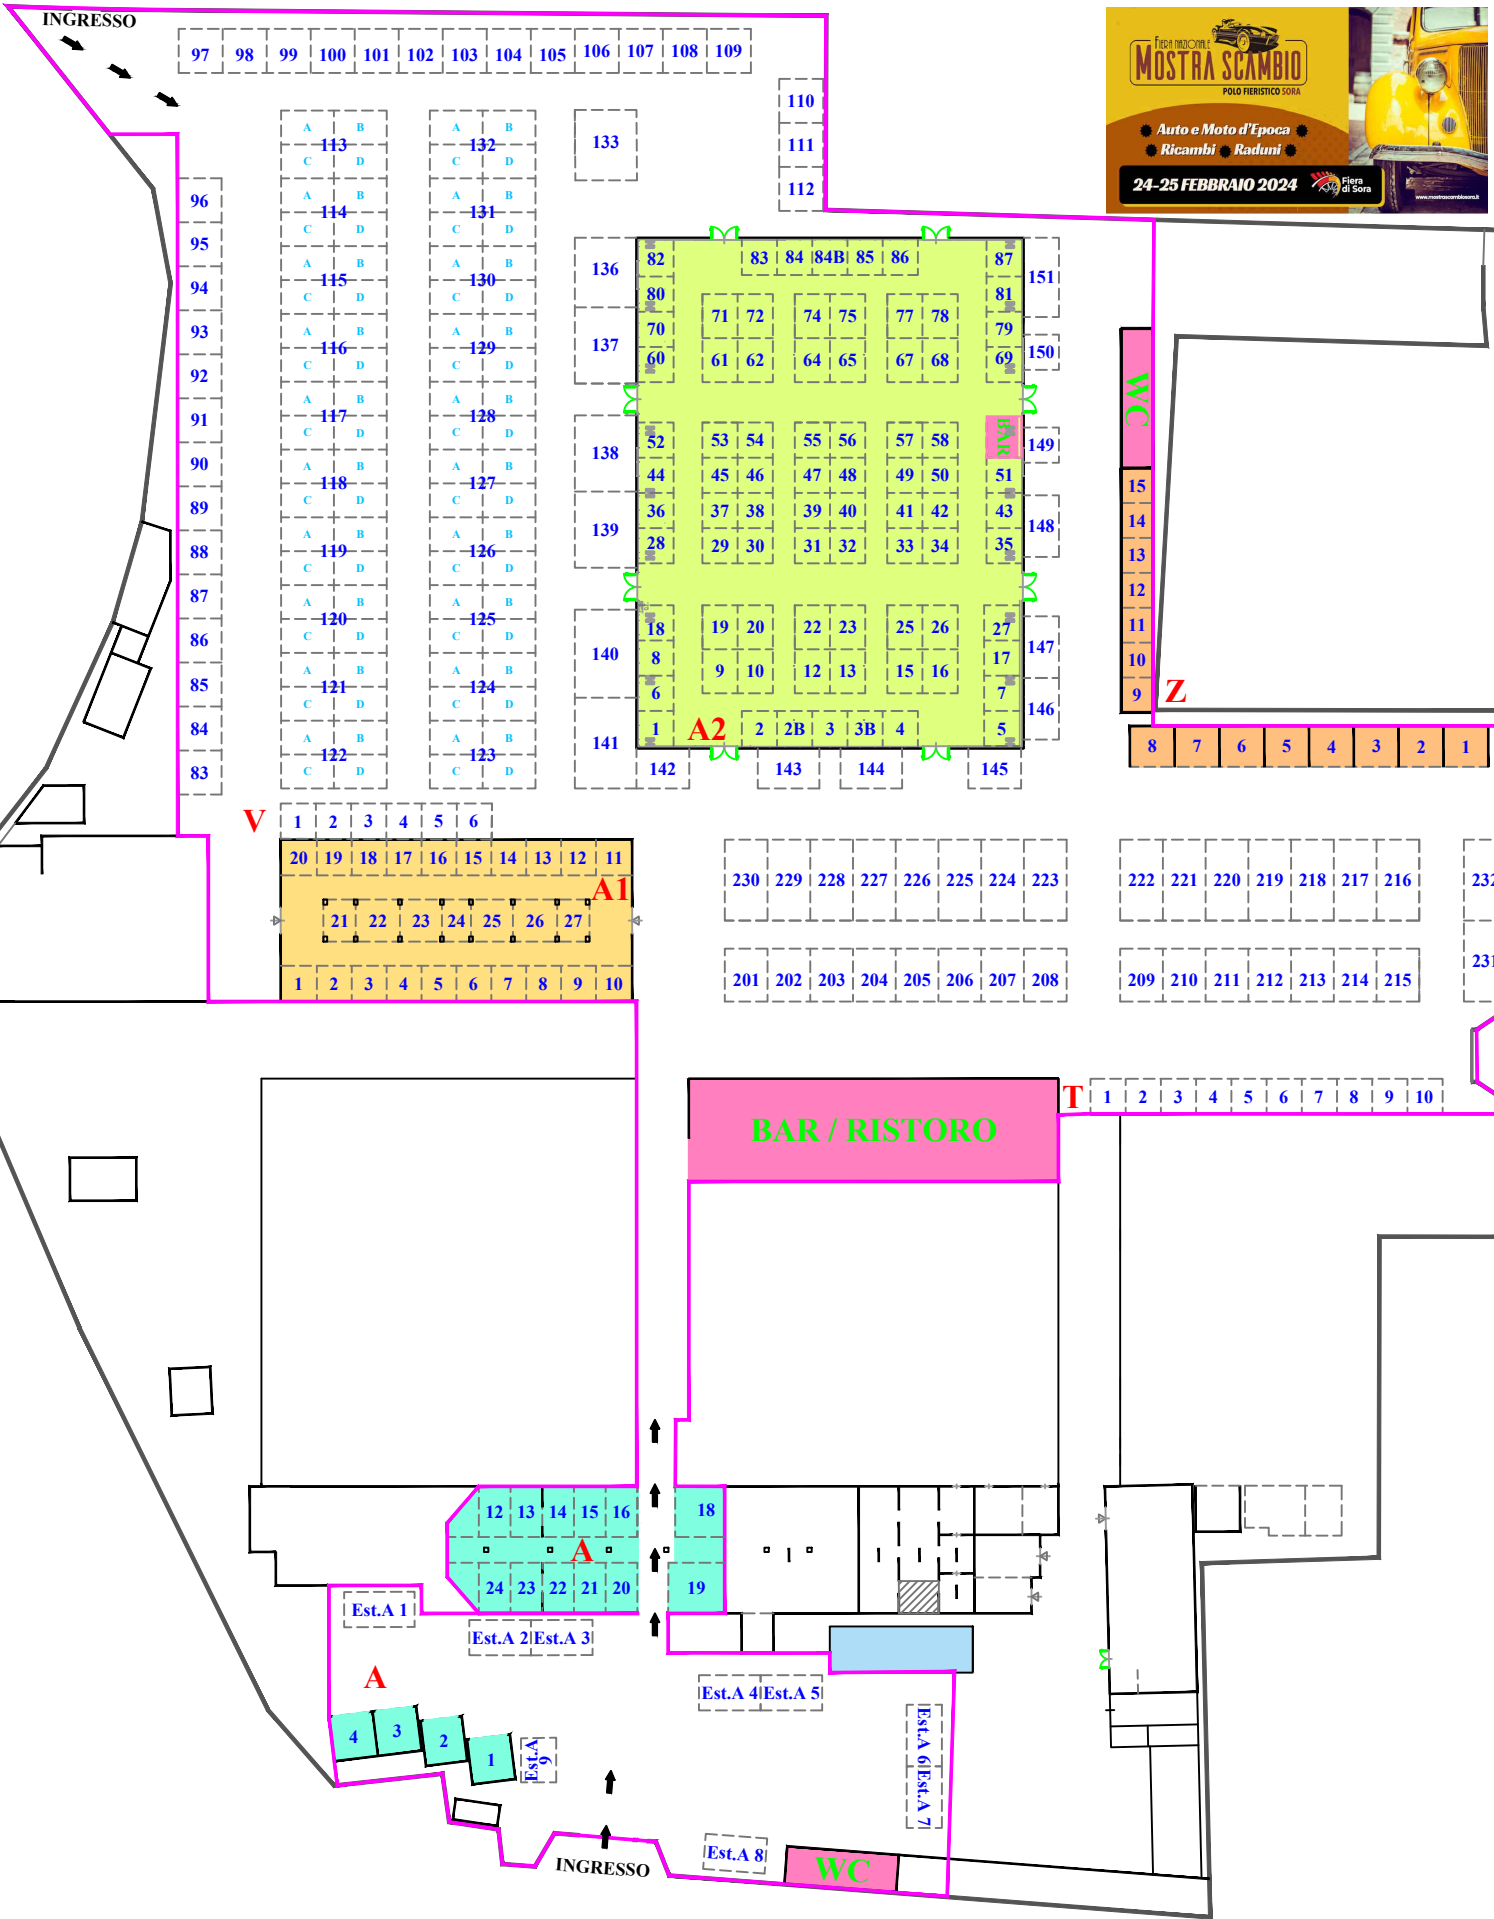 INGRESSO
97 98 99 100 101 102 103 104 105 106 107 108 109
FIERA NAZIONALE
MOSTRA SCAMBIO
POLO FIERISTICO SORA
Auto e Moto d'Epoca
Ricambi Raduni
24-25 FEBBRAIO 2024
Fiera
di Sora
www.mostrascambiosora.it
110
111
112
A B A B
113 132 133
C D C D
96
A B A B
114 131
C D C D
95
A B A B
115 130
C D C D
94
A B A B
116 129
C D C D
93
92
A B A B
117 128
C D C D
91
90
A B A B
118 127
C D C D
89
A B A B
119 126
C D C D
88
87
A B A B
120 125
C D C D
86
A B A B
121 124
C D C D
85
84
A B A B
122 123
C D C D
83
136
137
138
139
140
141
82 83 84 84B 85 86 87
80 81
71 72 74 75 77 78
70 79
60 61 62 64 65 67 68 69
BAR
52 53 54 55 56 57 58
44 45 46 47 48 49 50 51
36 37 38 39 40 41 42 43
28 29 30 31 32 33 34 35
18 19 20 22 23 25 26 27
8 9 10 12 13 15 16 17
6 7
1 A2 2 2B 3 3B 4 5
151
150
149
148
147
146
142 143 144 145
WC
15
14
13
12
11
10
9
Z
8 7 6 5 4 3 2 1
V
1 2 3 4 5 6
20 19 18 17 16 15 14 13 12 11
A1
21 22 23 24 25 26 27
1 2 3 4 5 6 7 8 9 10
230 229 228 227 226 225 224 223
222 221 220 219 218 217 216
232
201 202 203 204 205 206 207 208
209 210 211 212 213 214 215
231
T
1 2 3 4 5 6 7 8 9 10
BAR / RISTORO
12 13 14 15 16 18
A
24 23 22 21 20 19
Est.A 1
Est.A 2 Est.A 3
A
Est.A 4 Est.A 5
Est.A 6 Est.A 7
4 3 2 1
Est.A
9
INGRESSO
Est.A 8
WC